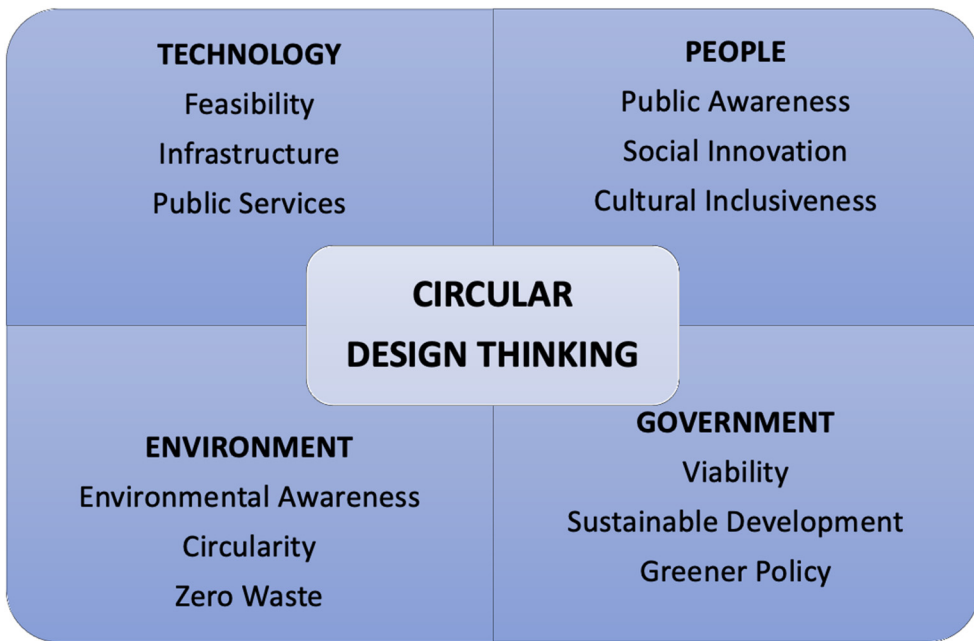 TECHNOLOGY
Feasibility
Infrastructure
Public Services
PEOPLE
Public Awareness
Social Innovation
Cultural Inclusiveness
CIRCULAR
DESIGN THINKING
ENVIRONMENT
Environmental Awareness
Circularity
Zero Waste
GOVERNMENT
Viability
Sustainable Development
Greener Policy